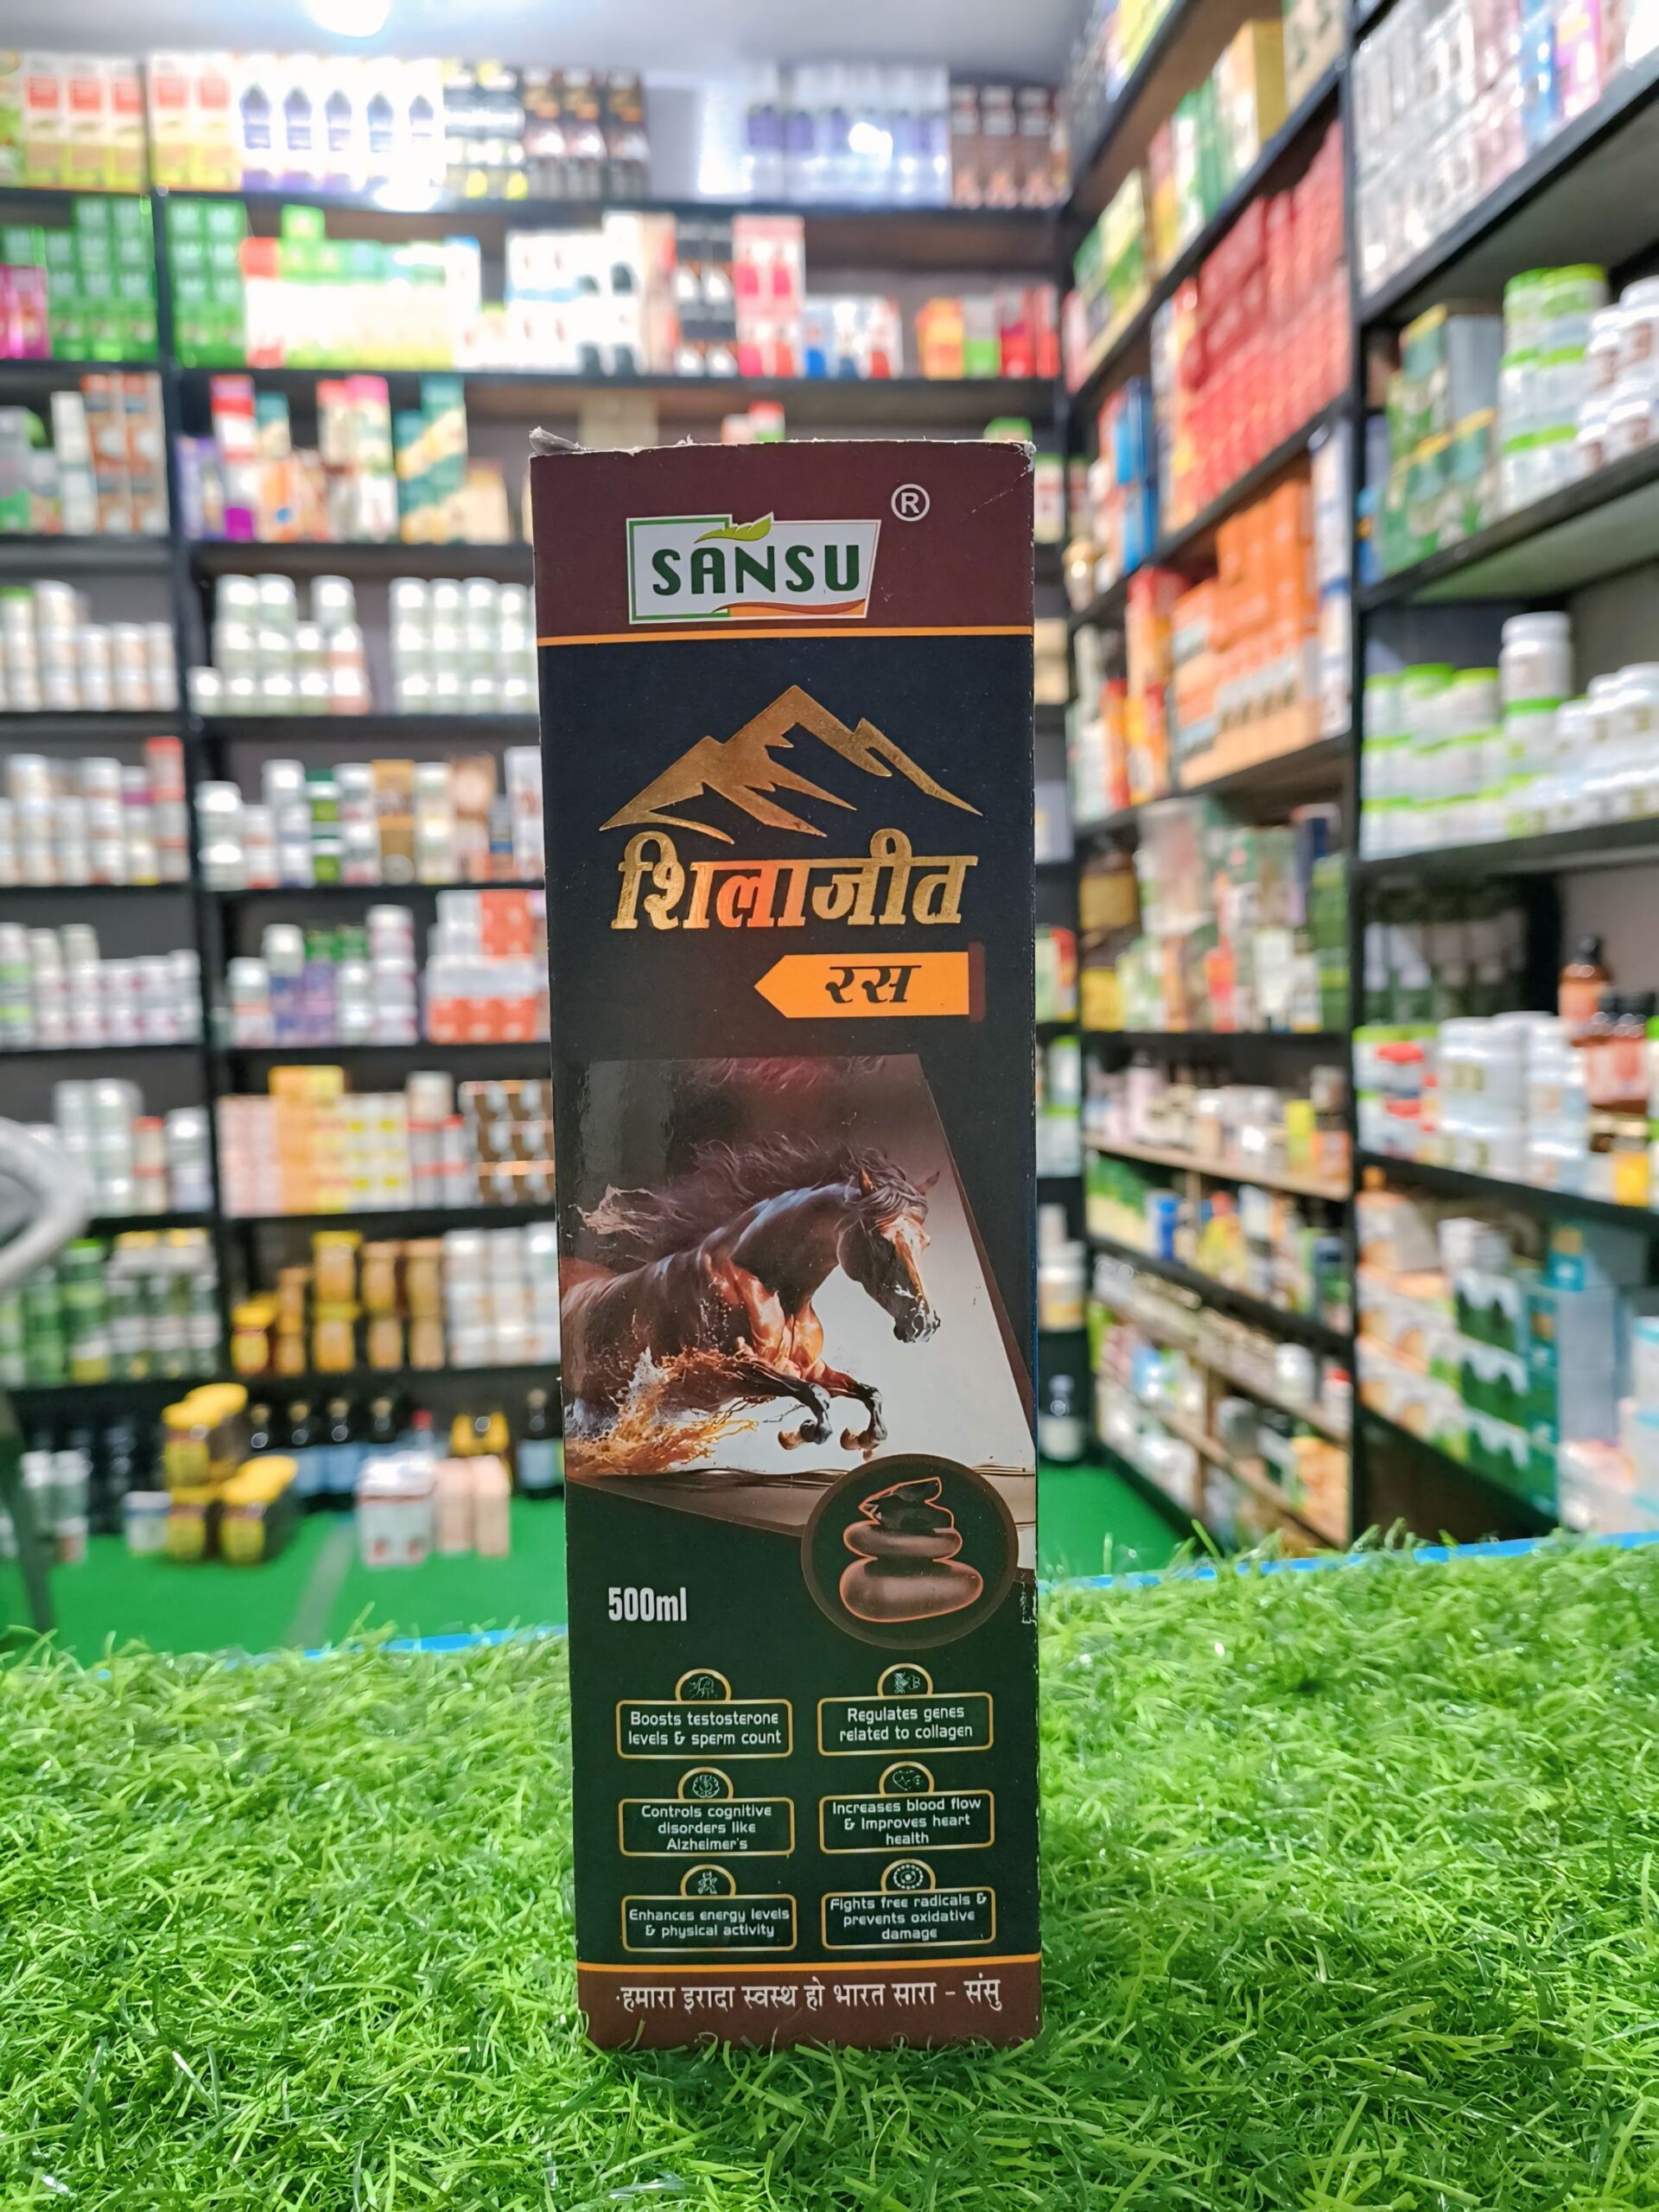 ®
SANSU
शिलाजीत
रस
500ml
Boosts testosterone
levels & sperm count
Regulates genes
related to collagen
Controls cognitive
disorders like
Alzheimer's
Increases blood flow
& Improves heart
health
Enhances energy levels
& physical activity
Fights free radicals &
prevents oxidative
damage
हमारा इरादा स्वस्थ हो भारत सारा - संसु